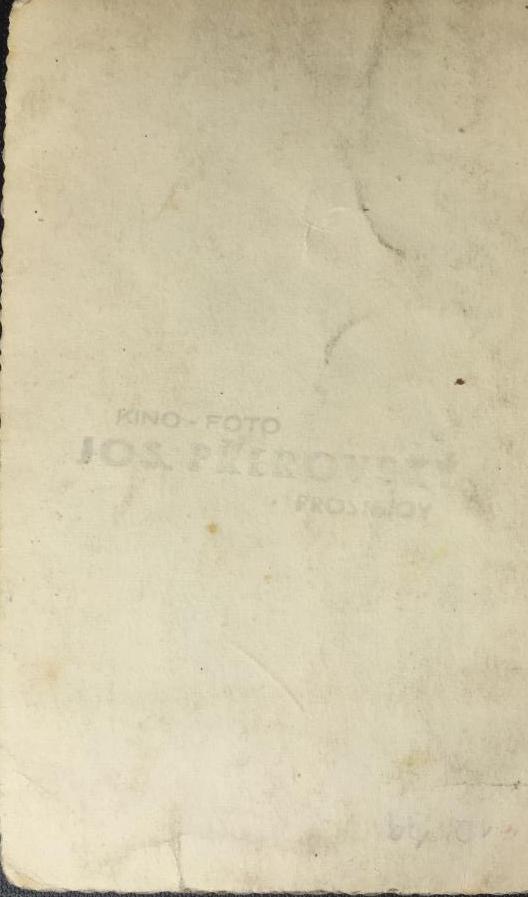 KINO - FOTO
JOS. PŘEROVSKÝ
PROSTĚJOV